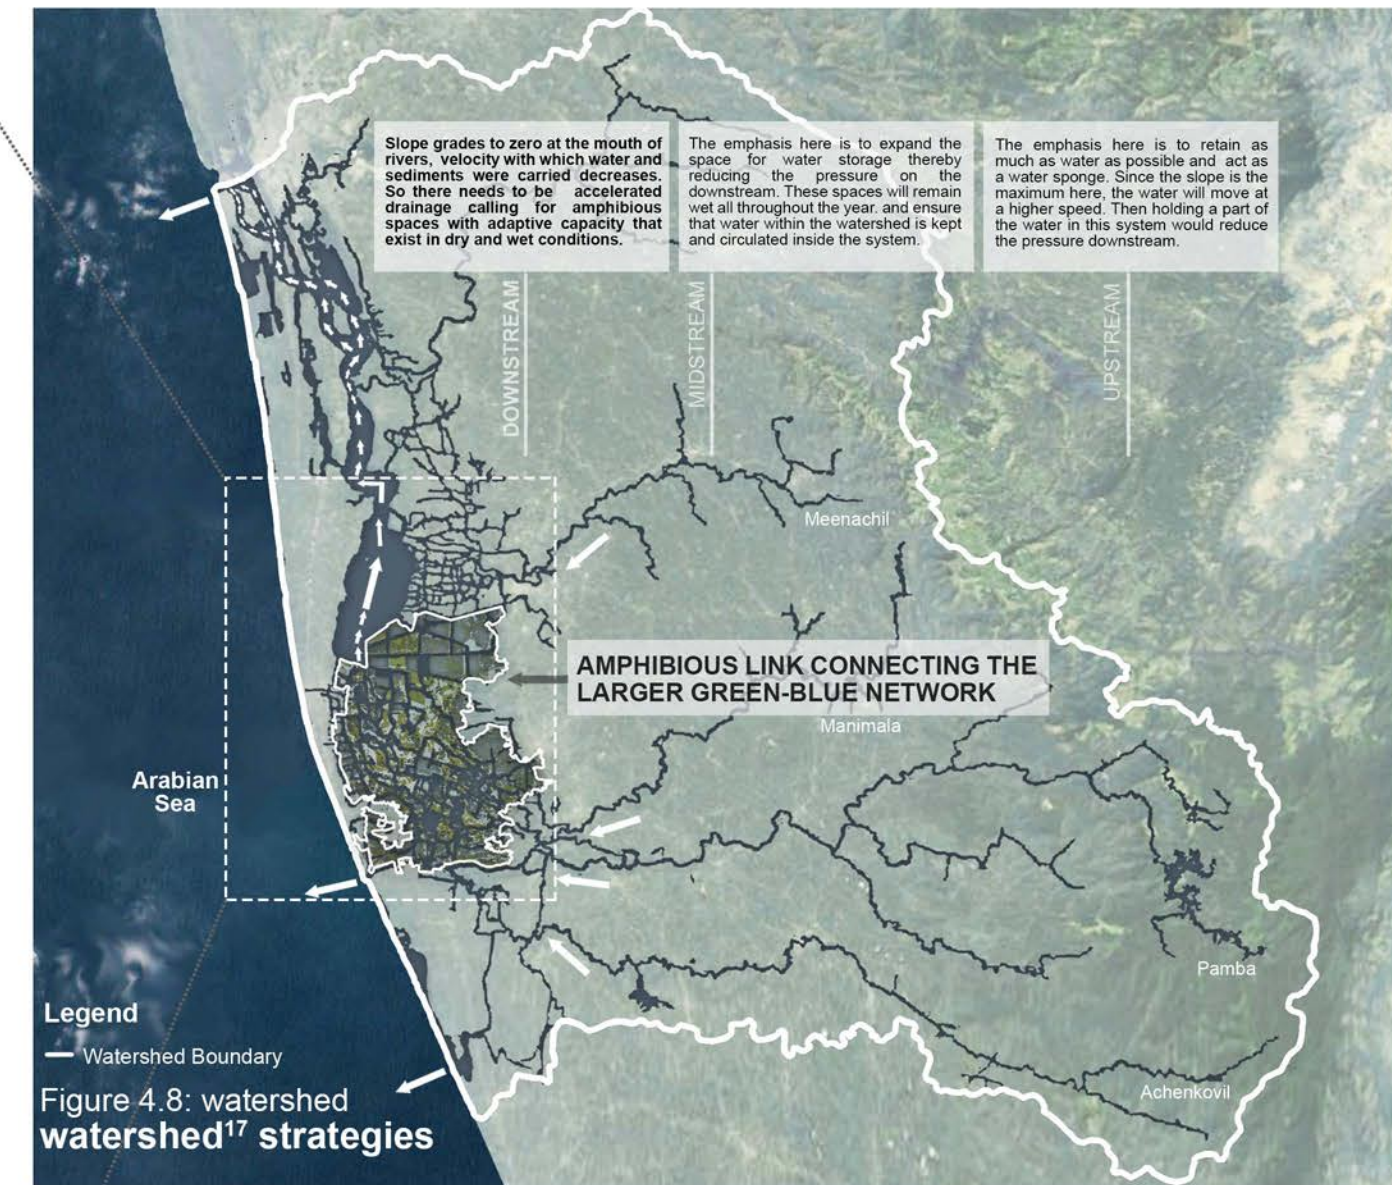 Slope grades to zero at the mouth of
rivers, velocity with which water and
sediments were carried decreases.
So there needs to be accelerated
drainage calling for amphibious
spaces with adaptive capacity that
exist in dry and wet conditions.
The emphasis here is to expand the
space for water storage thereby
reducing the pressure on the
downstream. These spaces will remain
wet all throughout the year. and ensure
that water within the watershed is kept
and circulated inside the system.
The emphasis here is to retain as
much as water as possible and act as
a water sponge. Since the slope is the
maximum here, the water will move at
a higher speed. Then holding a part of
the water in this system would reduce
the pressure downstream.
DOWNSTREAM
MIDSTREAM
UPSTREAM
Meenachil
AMPHIBIOUS LINK CONNECTING THE
LARGER GREEN-BLUE NETWORK
Manimala
Arabian
Sea
Pamba
Achenkovil
Legend
Watershed Boundary
Figure 4.8: watershed
watershed¹⁷ strategies